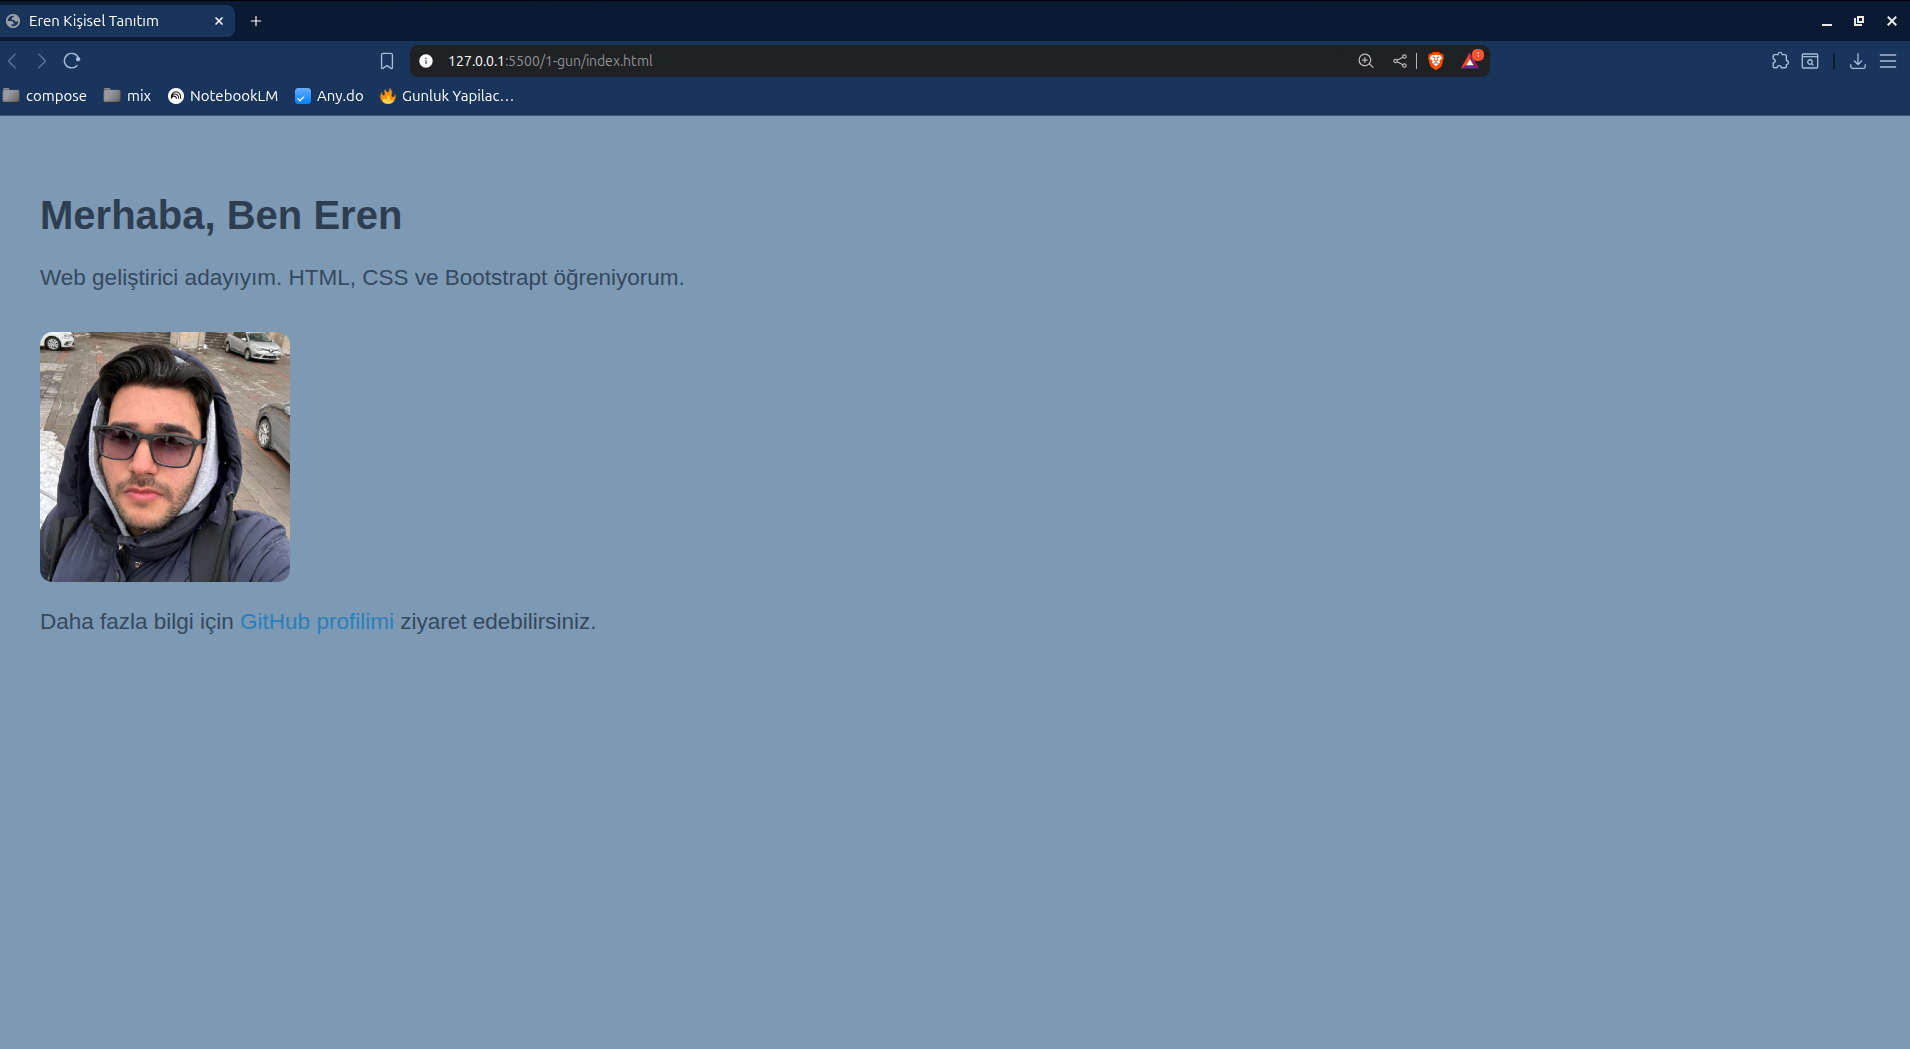 Eren Kişisel Tanıtım
127.0.0.1:5500/1-gun/index.html
1
compose mix NotebookLM Any.do Gunluk Yapilac...
Merhaba, Ben Eren
Web geliştirici adayıyım. HTML, CSS ve Bootstrapt öğreniyorum.
Daha fazla bilgi için GitHub profilimi ziyaret edebilirsiniz.